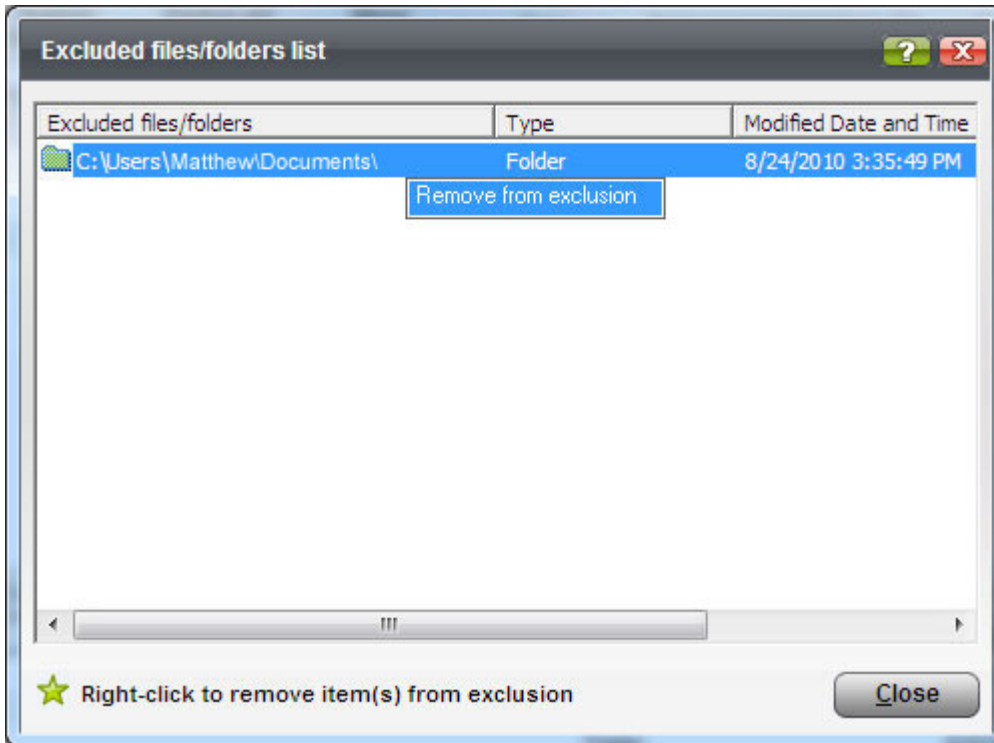 Excluded files/folders list
Excluded files/folders Type Modified Date and Time
C:\Users\Matthew\Documents\ Folder 8/24/2010 3:35:49 PM
Remove from exclusion
Right-click to remove item(s) from exclusion Close